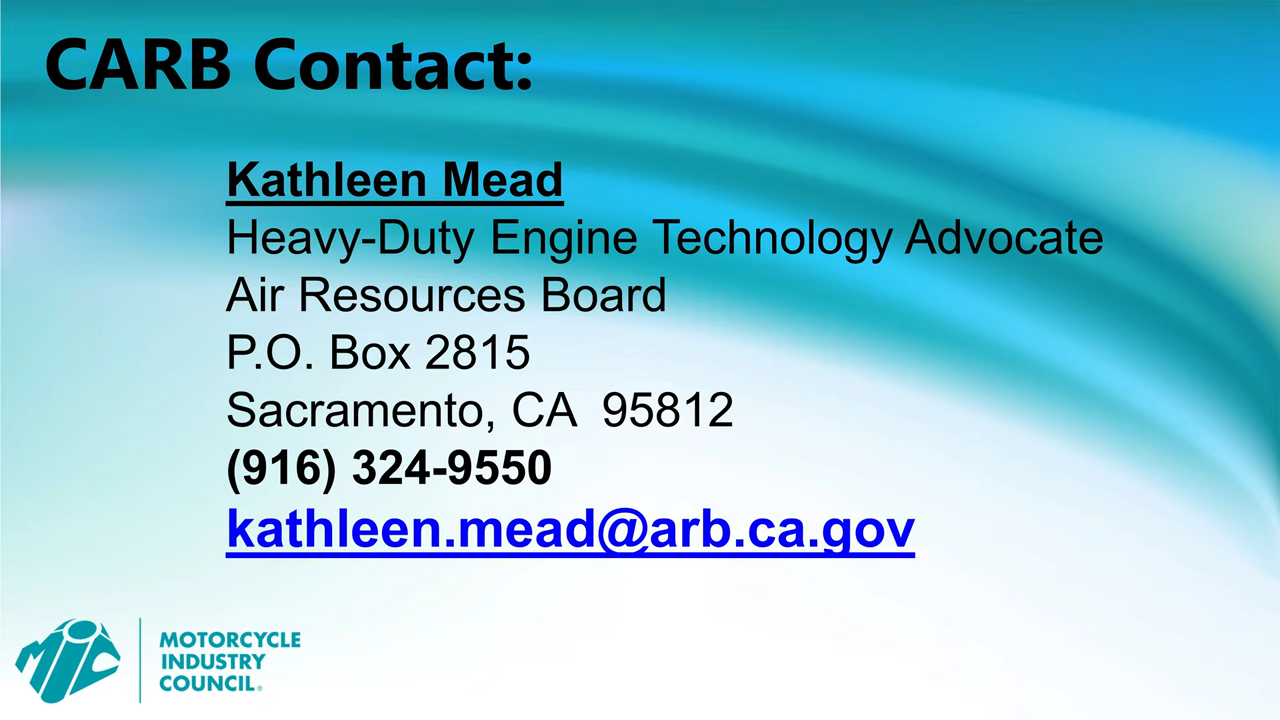 CARB Contact:
Kathleen Mead
Heavy-Duty Engine Technology Advocate
Air Resources Board
P.O. Box 2815
Sacramento, CA  95812
(916) 324-9550
kathleen.mead@arb.ca.gov
MIC
MOTORCYCLE
INDUSTRY
COUNCIL®